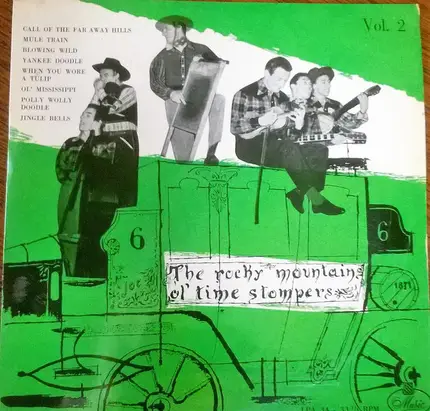 CALL OF THE FAR AWAY HILLS
MULE TRAIN
BLOWING WILD
YANKEE DOODLE
WHEN YOU WORE
A TULIP
OL' MISSISSIPPI
POLLY WOLLY
DOODLE
JINGLE BELLS
Vol. 2
6
6
The rocky mountains
ol' time stompers